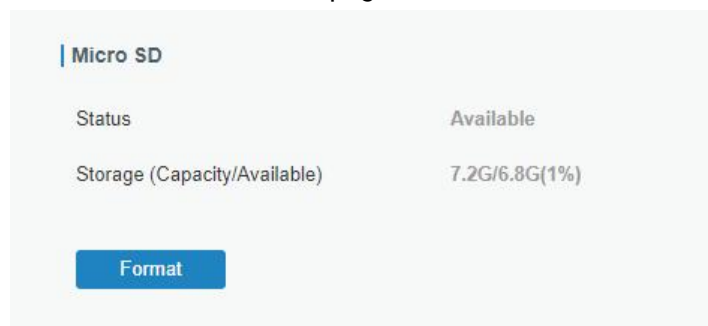 Micro SD
Status Available
Storage (Capacity/Available) 7.2G/6.8G(1%)
Format